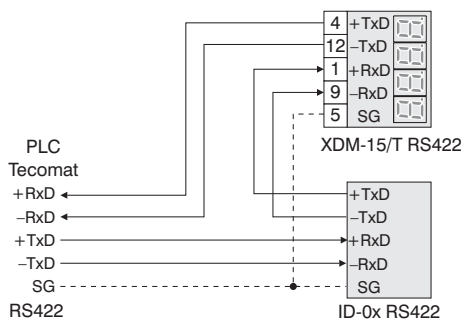 4 +TxD
12 –TxD
1 +RxD
9 –RxD
5 SG
XDM-15/T RS422
PLC
Tecomat
+RxD
–RxD
+TxD
–TxD
SG
RS422
+TxD
–TxD
+RxD
–RxD
SG
ID-0x RS422